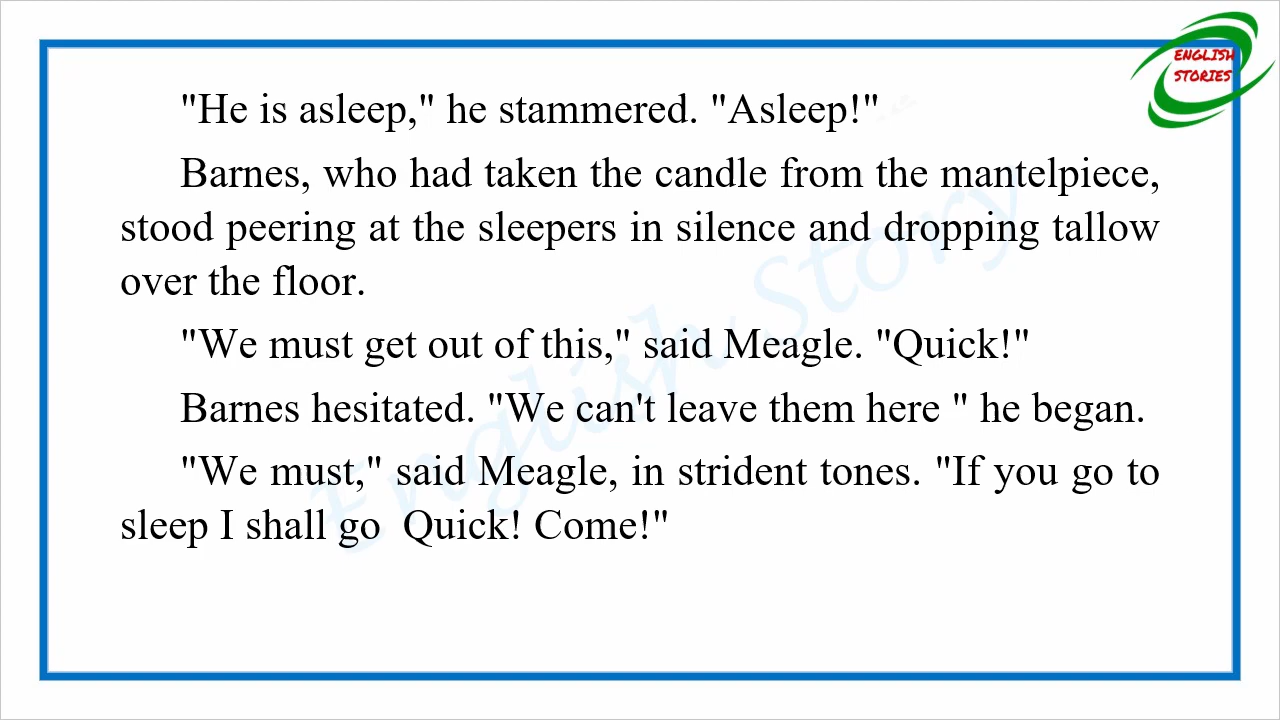 ENGLISH
STORIES
"He is asleep," he stammered. "Asleep!"
Barnes, who had taken the candle from the mantelpiece,
stood peering at the sleepers in silence and dropping tallow
over the floor.
"We must get out of this," said Meagle. "Quick!"
Barnes hesitated. "We can't leave them here " he began.
"We must," said Meagle, in strident tones. "If you go to
sleep I shall go  Quick! Come!"
English Story